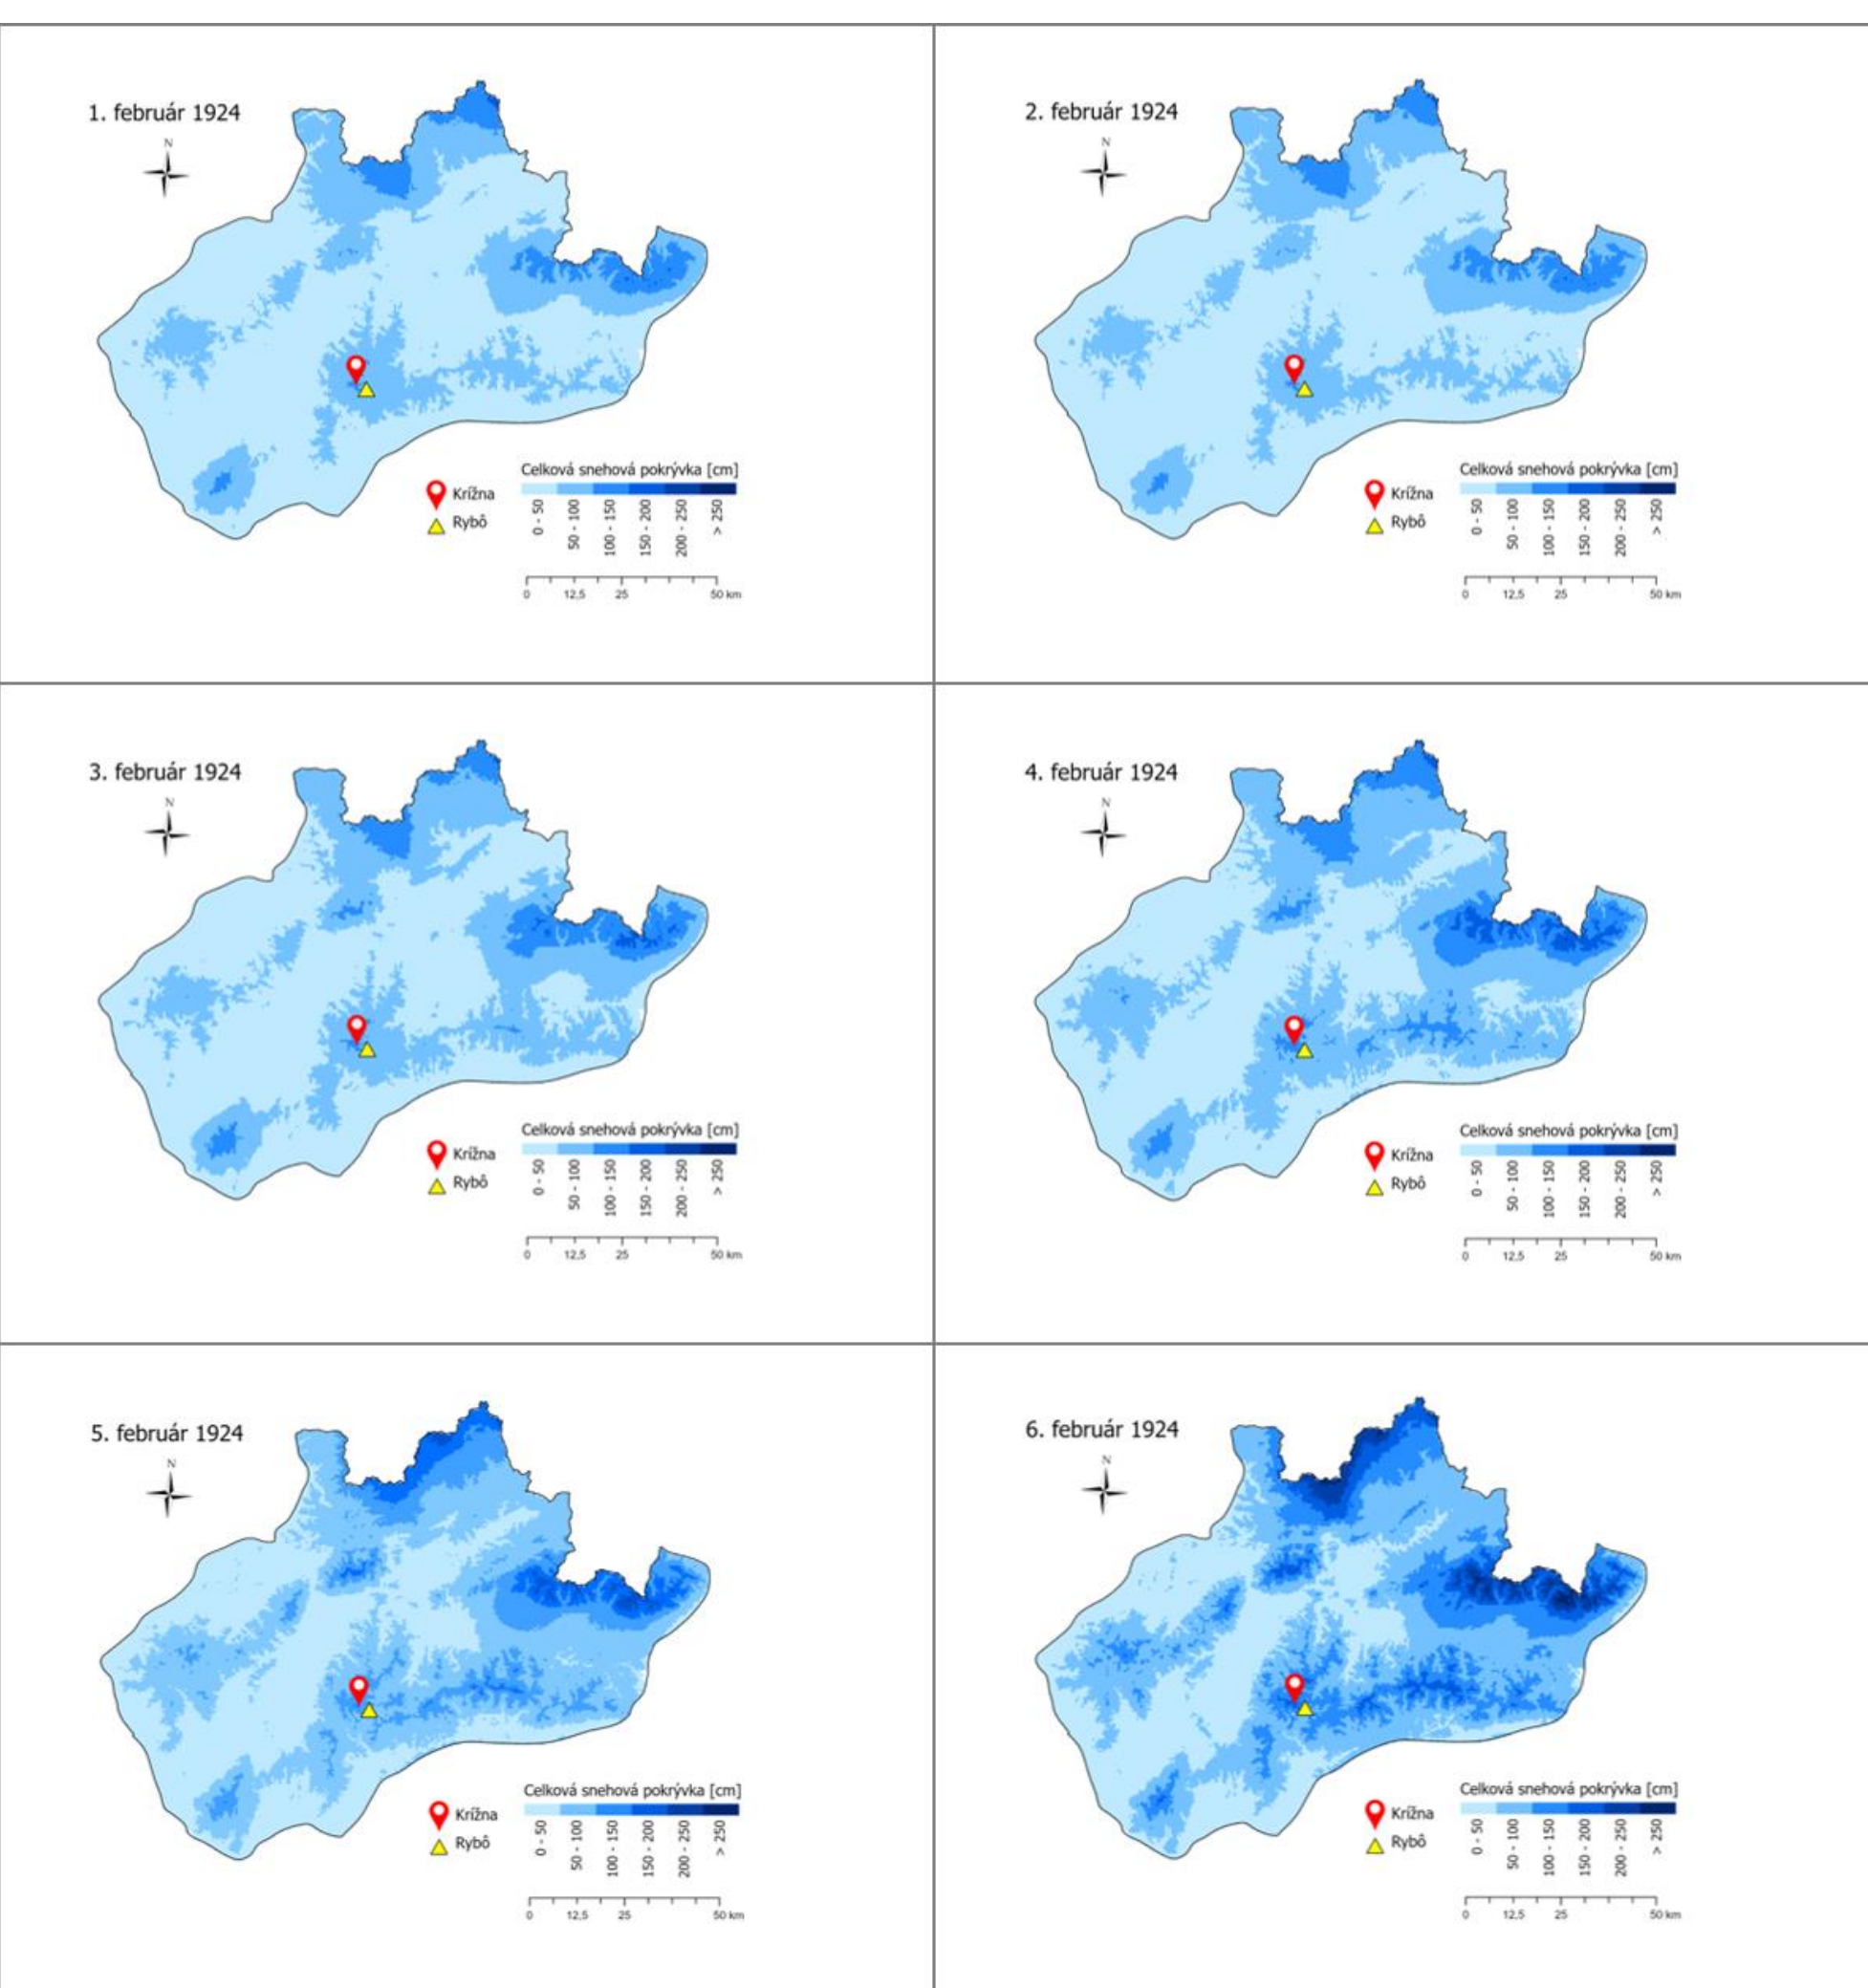 1. február 1924
N
Krížna
Rybô
Celková snehová pokrývka [cm]
0 - 50
50 - 100
100 - 150
150 - 200
200 - 250
> 250
0 12,5 25 50 km
2. február 1924
N
Krížna
Rybô
Celková snehová pokrývka [cm]
0 - 50
50 - 100
100 - 150
150 - 200
200 - 250
> 250
0 12,5 25 50 km
3. február 1924
N
Krížna
Rybô
Celková snehová pokrývka [cm]
0 - 50
50 - 100
100 - 150
150 - 200
200 - 250
> 250
0 12,5 25 50 km
4. február 1924
N
Krížna
Rybô
Celková snehová pokrývka [cm]
0 - 50
50 - 100
100 - 150
150 - 200
200 - 250
> 250
0 12,5 25 50 km
5. február 1924
N
Krížna
Rybô
Celková snehová pokrývka [cm]
0 - 50
50 - 100
100 - 150
150 - 200
200 - 250
> 250
0 12,5 25 50 km
6. február 1924
N
Krížna
Rybô
Celková snehová pokrývka [cm]
0 - 50
50 - 100
100 - 150
150 - 200
200 - 250
> 250
0 12,5 25 50 km